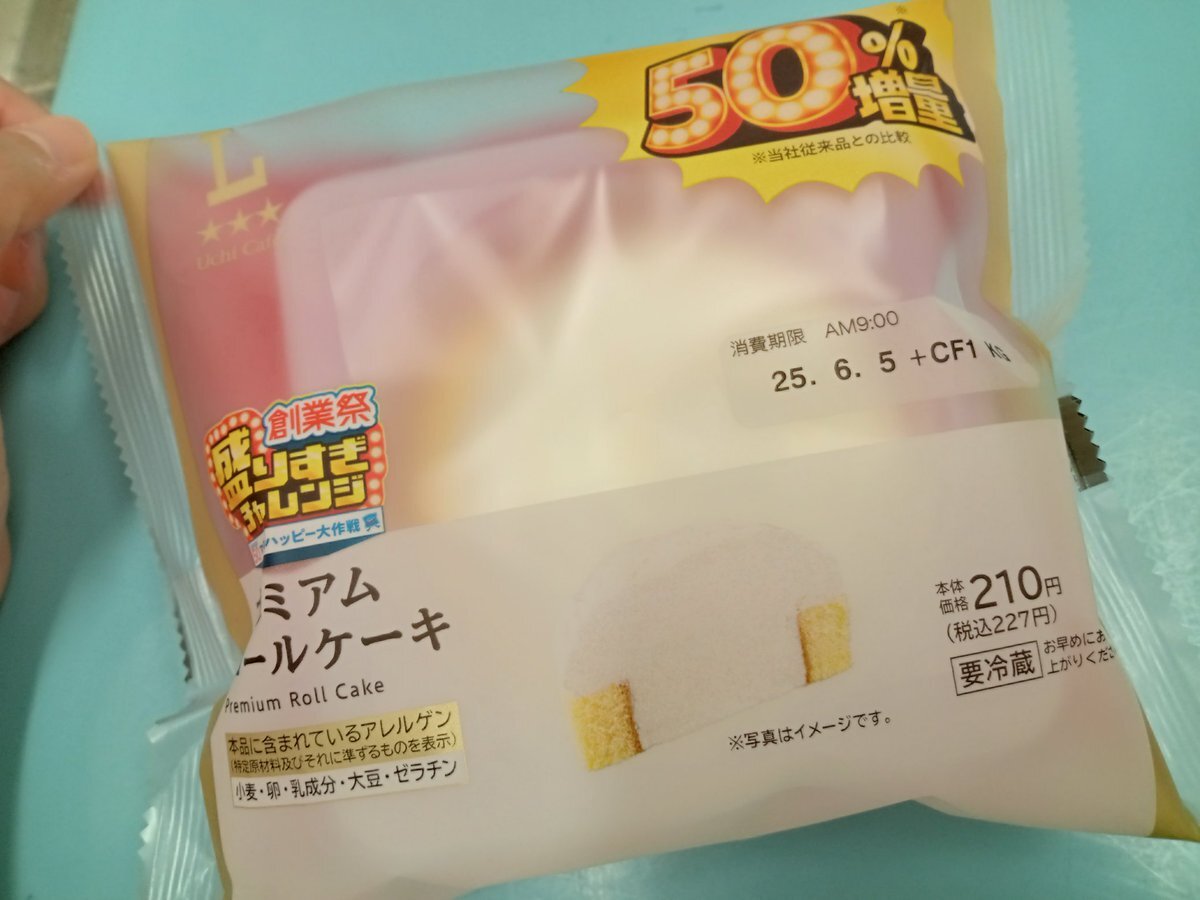 50%増量
※
※当社従来品との比較
L
Uchi Café
消費期限 AM9:00
25. 6. 5 +CF1 KG
創業祭
盛りすぎ
チャレンジ
ハッピー大作戦
ミアム
ールケーキ
Premium Roll Cake
本体
価格210円
(税込227円)
要冷蔵
お早めにお
上がりくださ
本品に含まれているアレルゲン
(特定原材料及びそれに準ずるものを表示)
小麦・卵・乳成分・大豆・ゼラチン
※写真はイメージです。